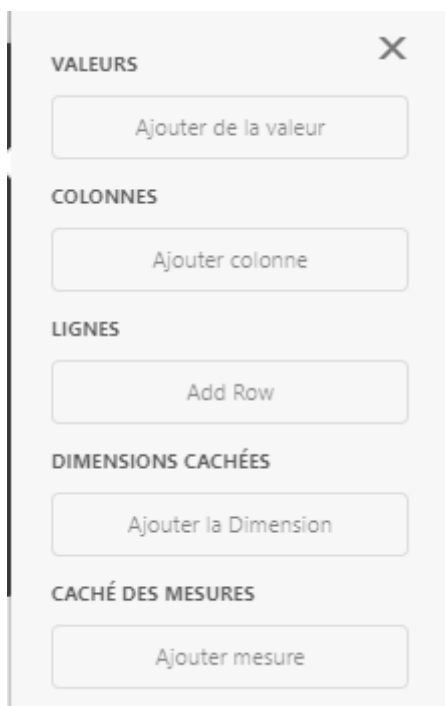 VALEURS
Ajouter de la valeur
COLONNES
Ajouter colonne
LIGNES
Add Row
DIMENSIONS CACHÉES
Ajouter la Dimension
CACHÉ DES MESURES
Ajouter mesure